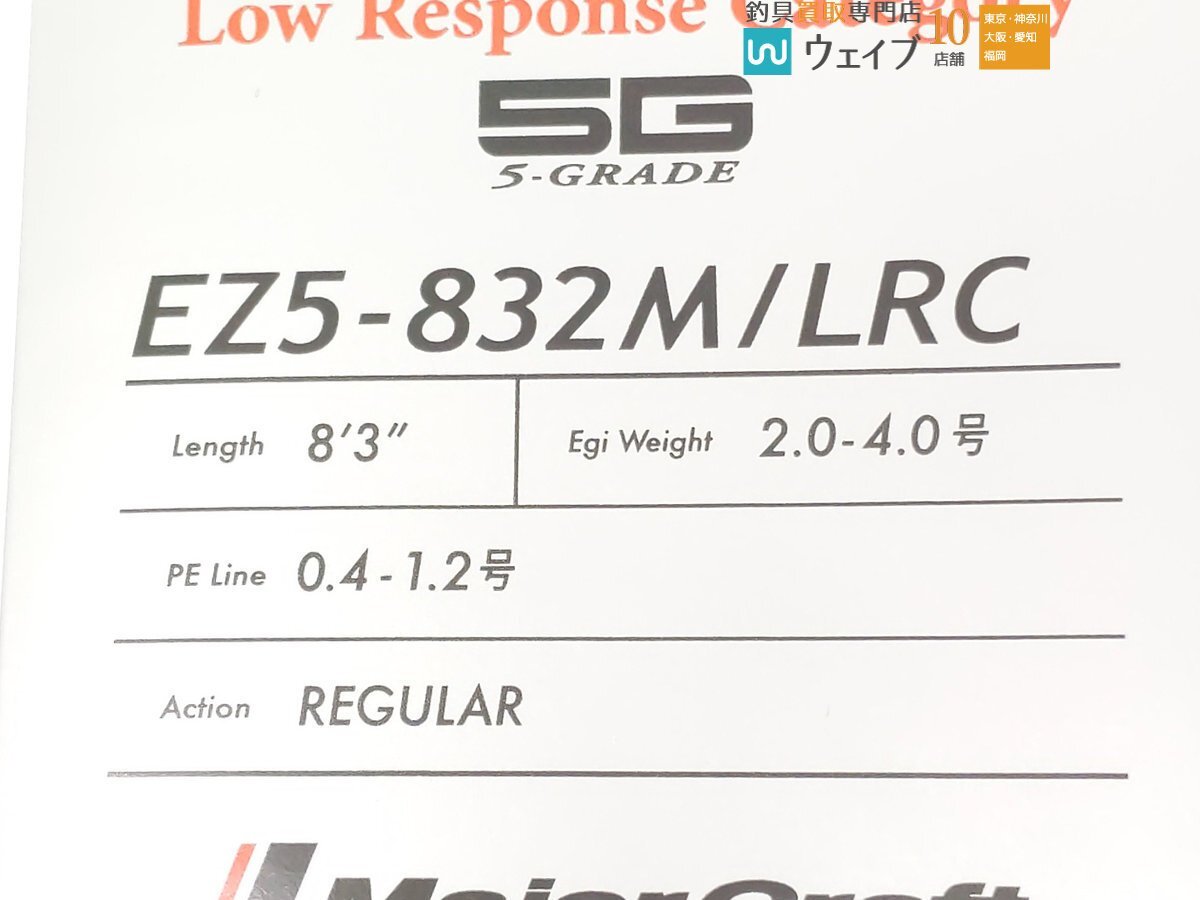 Low Response Category
釣具買取専門店
ウェイブ
10
店舗
東京・神奈川
大阪・愛知
福岡
5G
5-GRADE
EZ5-832M/LRC
Length 8'3" Egi Weight 2.0-4.0号
PE Line 0.4-1.2号
Action REGULAR
MajorCraft